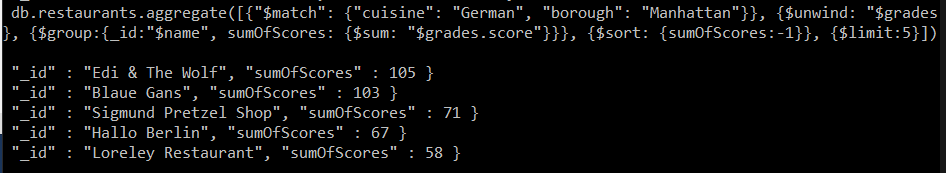 db.restaurants.aggregate([{"$match": {"cuisine": "German", "borough": "Manhattan"}}, {$unwind: "$grades
}, {$group:{_id:"$name", sumOfScores: {$sum: "$grades.score"}}}, {$sort: {sumOfScores:-1}}, {$limit:5}])
"_id" : "Edi & The Wolf", "sumOfScores" : 105 }
"_id" : "Blaue Gans", "sumOfScores" : 103 }
"_id" : "Sigmund Pretzel Shop", "sumOfScores" : 71 }
"_id" : "Hallo Berlin", "sumOfScores" : 67 }
"_id" : "Loreley Restaurant", "sumOfScores" : 58 }